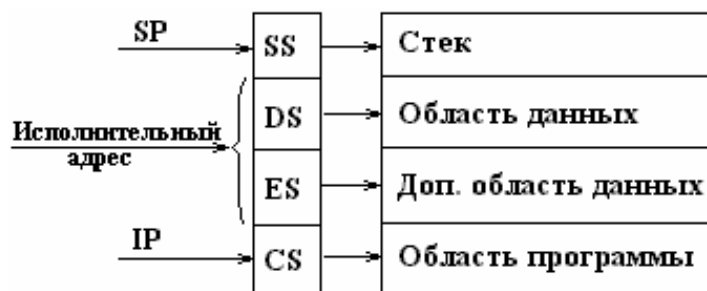 SP
SS
Стек
DS
Область данных
Исполнительный
адрес
ES
Доп. область данных
IP
CS
Область программы